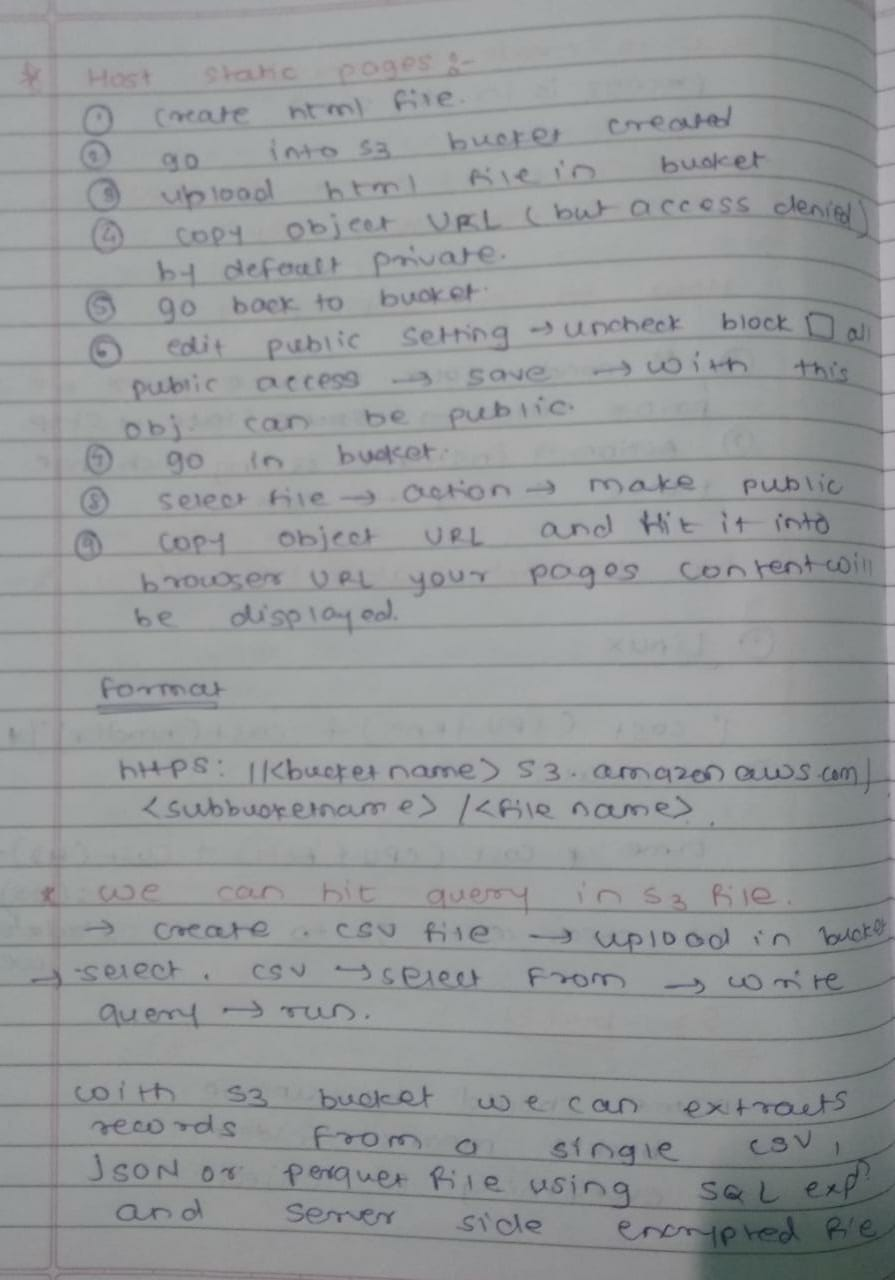 * Host static pages :-
① create html file.
② go into s3 bucket created
③ upload html file in bucket
④ copy object URL (but access denied)
by default private.
⑤ go back to bucket.
⑥ edit public setting → uncheck block □ all
public access → save → with this
obj can be public.
⑦ go in bucket.
⑧ select file → action → make public
⑨ copy object URL and Hit it into
browser URL your pages content will
be displayed.
format
https: //<bucket name> s3. amazon aws.com/
<subbucketname> /<file name>.
* we can hit query in s3 file.
→ create . csv file → upload in bucket
→ select . csv → select from → write
query → run.
with s3 bucket we can extracts
records from a single csv,
JSON or perquet file using SQL expn
and server side encrypted file